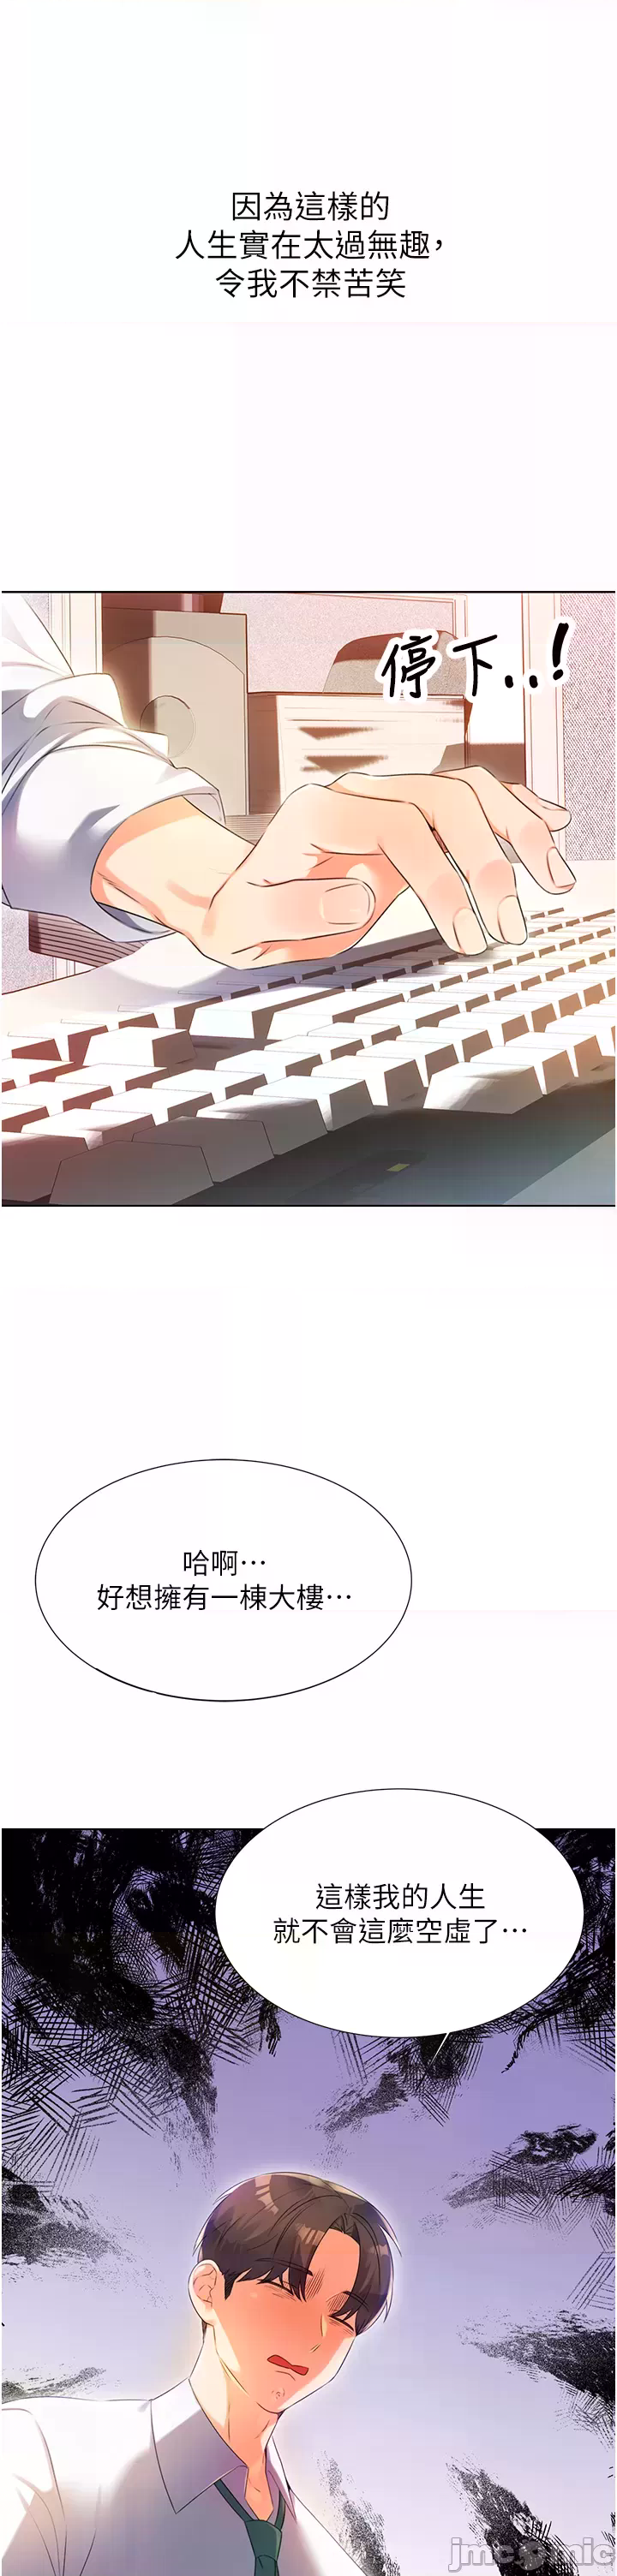 因為這樣的
人生實在太過無趣，
令我不禁苦笑
停下..!
哈啊…
好想擁有一棟大樓…
這樣我的人生
就不會這麼空虛了…
jmcomic